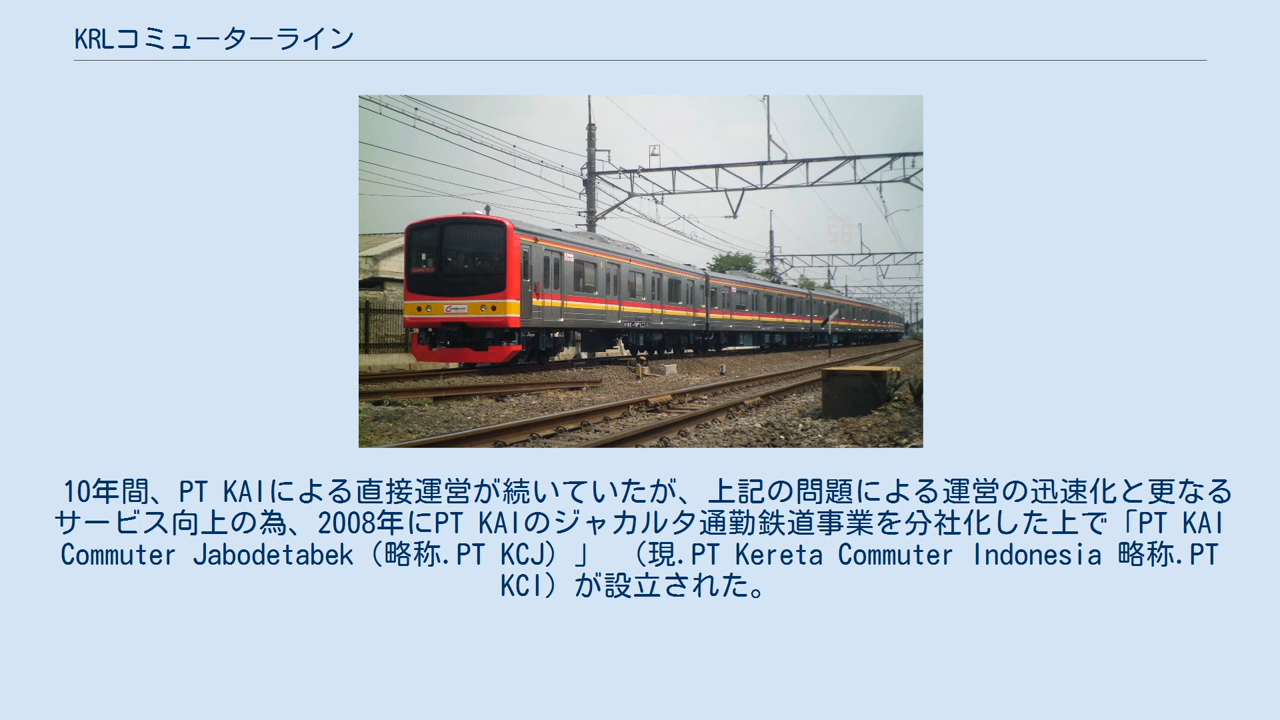 KRLコミューターライン
10年間、PT KAIによる直接運営が続いていたが、上記の問題による運営の迅速化と更なる
サービス向上の為、2008年にPT KAIのジャカルタ通勤鉄道事業を分社化した上で「PT KAI
Commuter Jabodetabek（略称.PT KCJ）」 （現.PT Kereta Commuter Indonesia 略称.PT
KCI）が設立された。